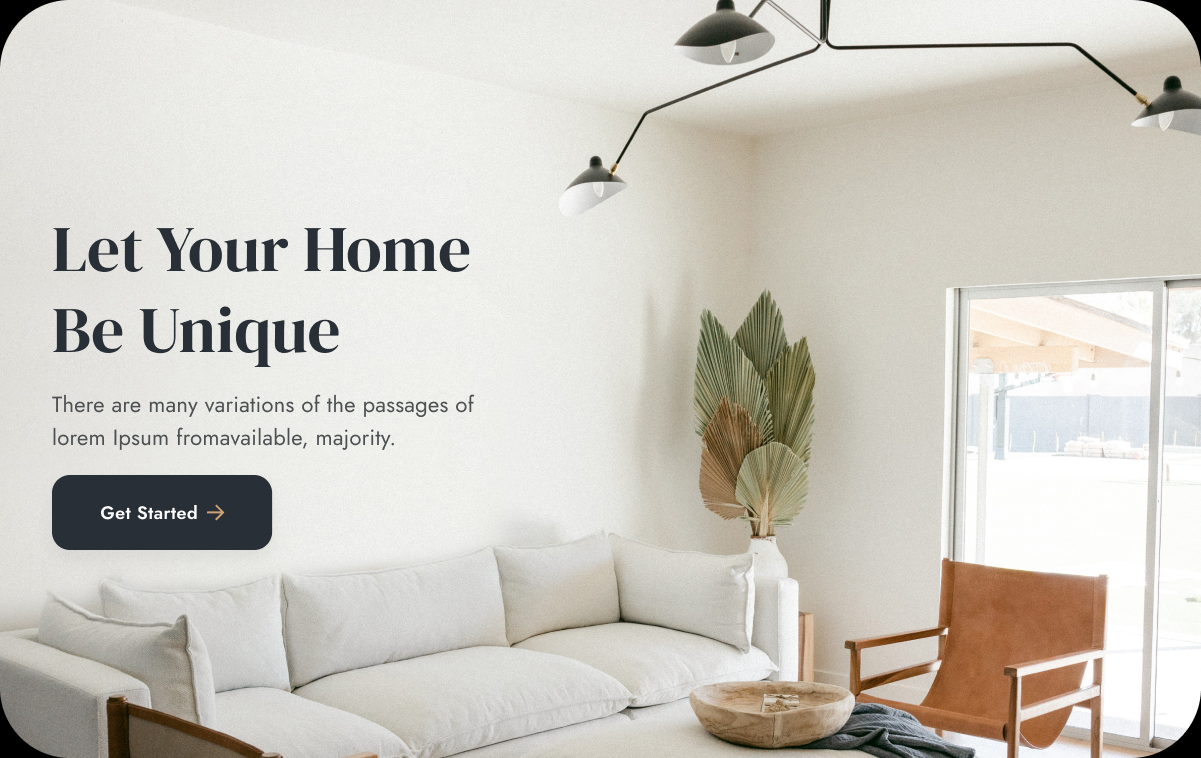 Let Your Home
Be Unique
There are many variations of the passages of
lorem Ipsum fromavailable, majority.
Get Started →